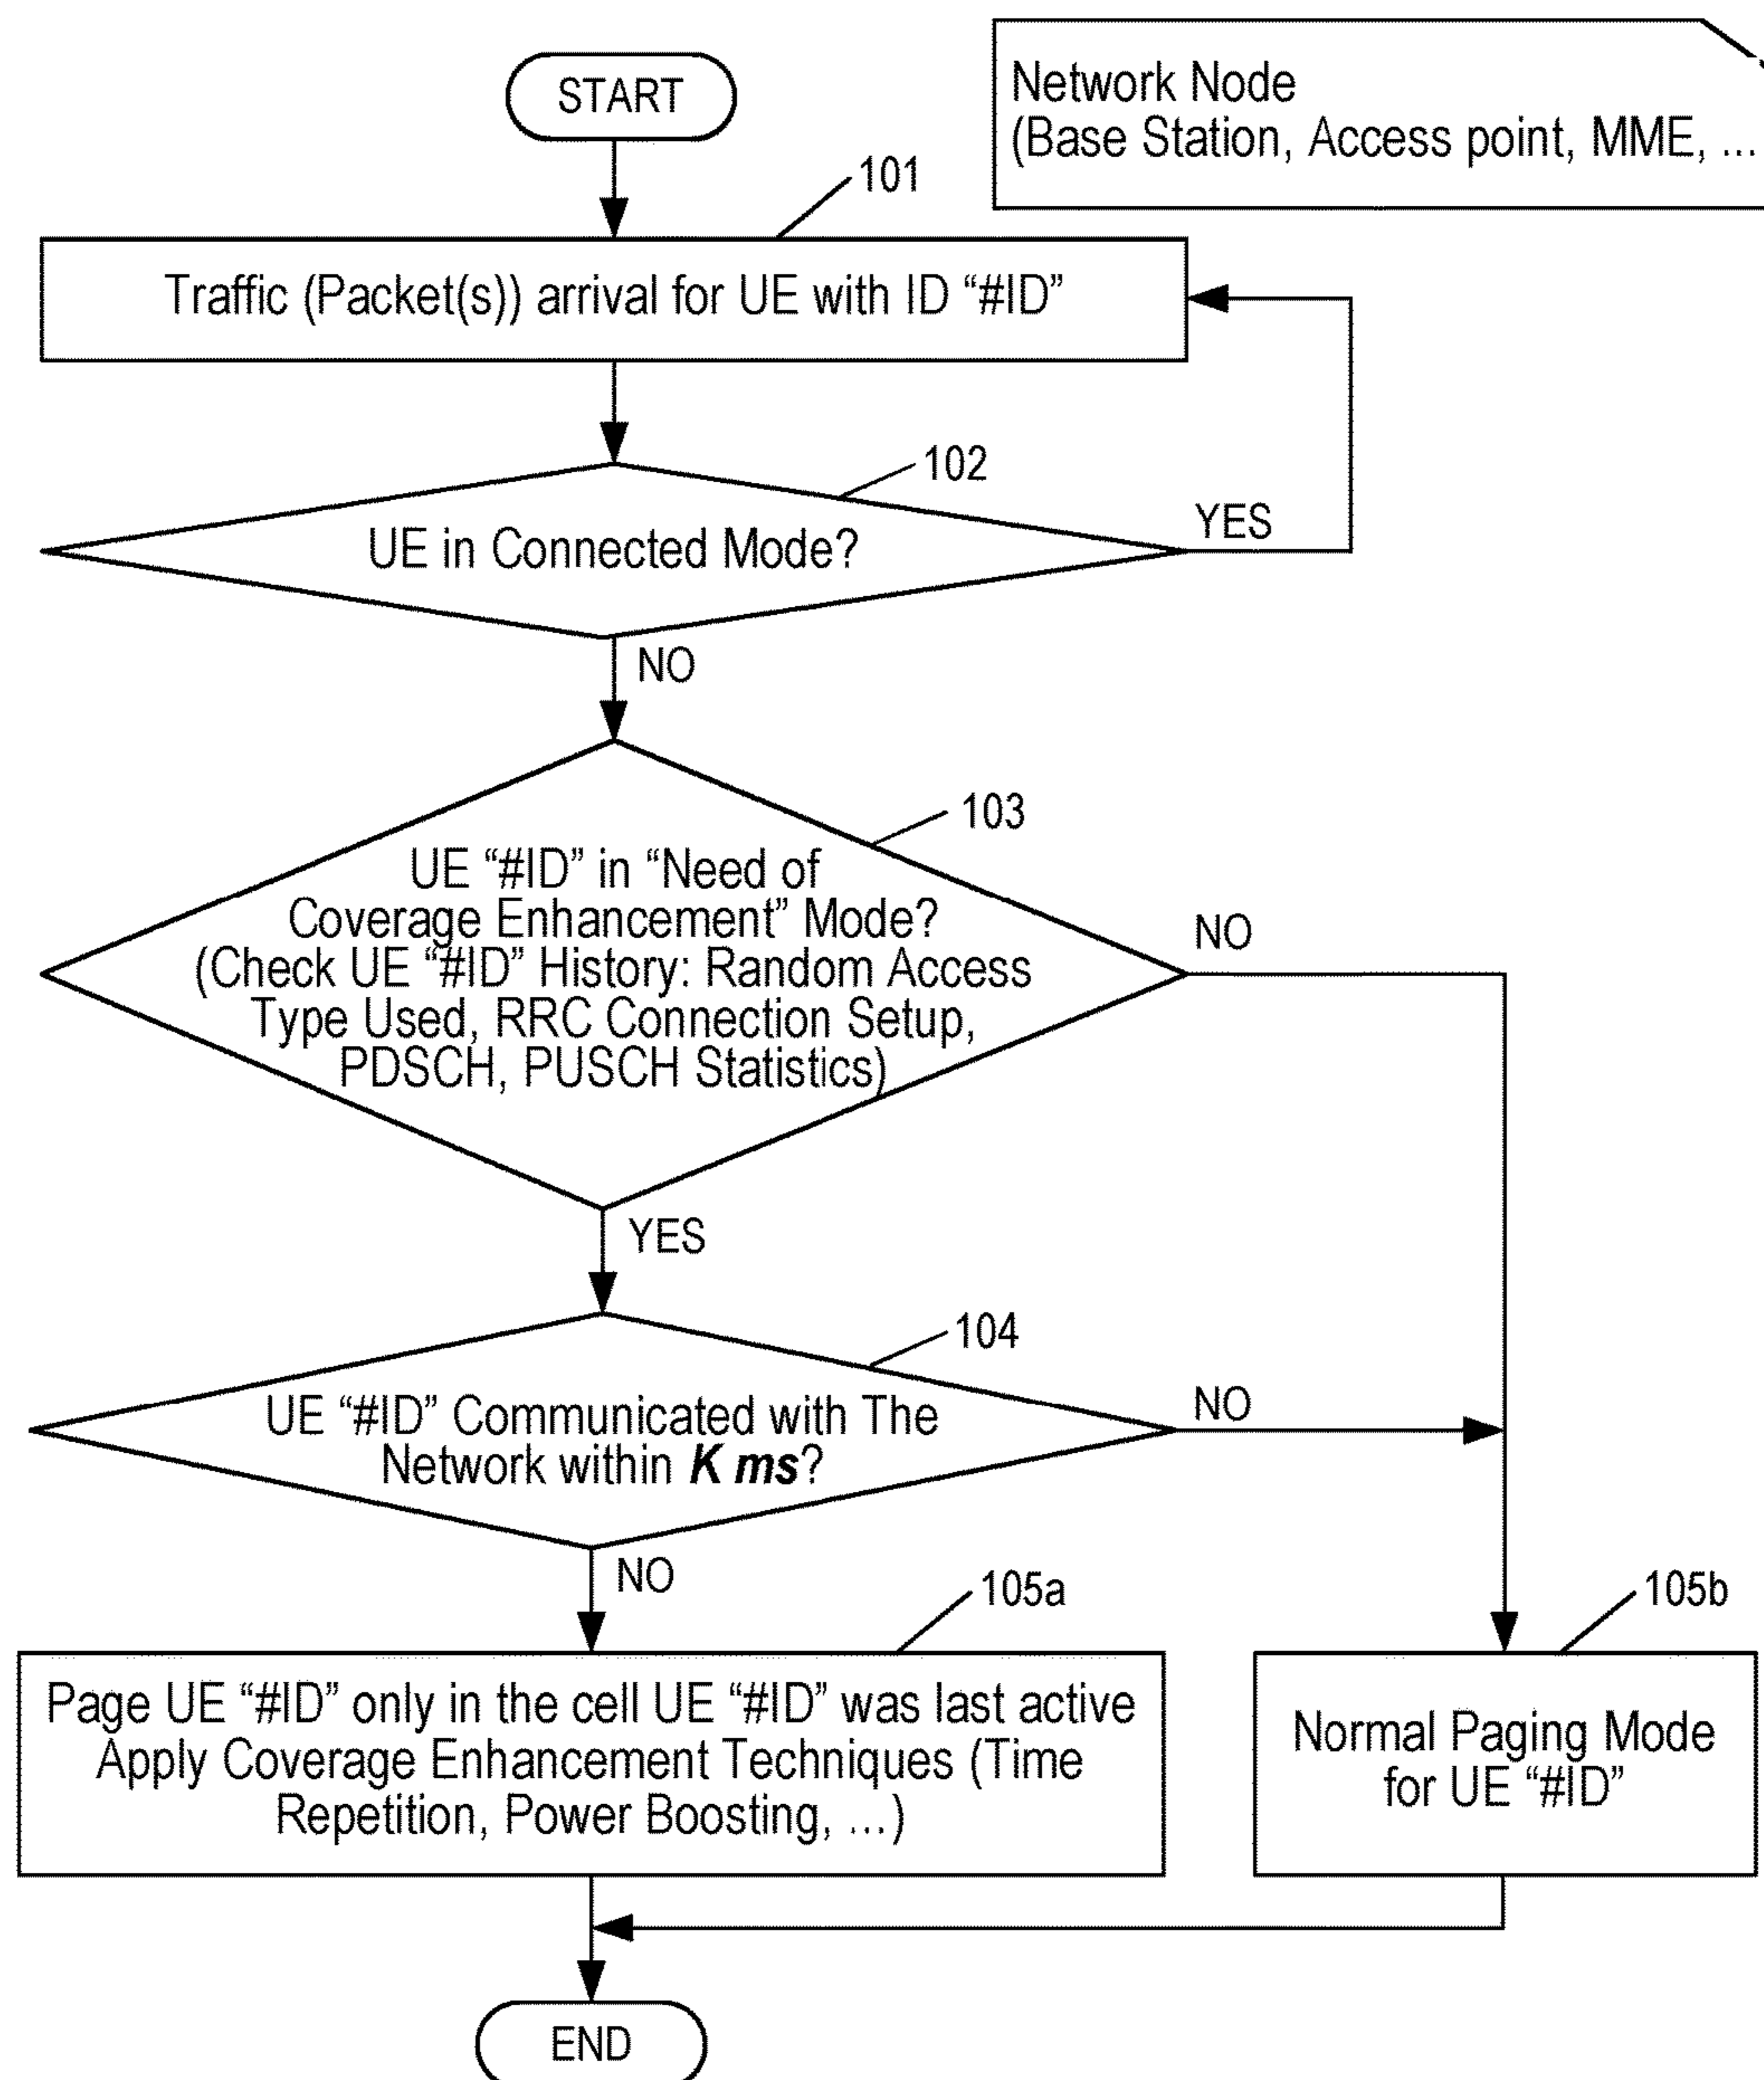 START
Network Node
(Base Station, Access point, MME, ...
101
Traffic (Packet(s)) arrival for UE with ID “#ID”
102
UE in Connected Mode?
YES
NO
103
UE “#ID” in “Need of
Coverage Enhancement” Mode?
(Check UE “#ID” History: Random Access
Type Used, RRC Connection Setup,
PDSCH, PUSCH Statistics)
NO
YES
104
UE “#ID” Communicated with The
Network within K ms?
NO
NO
105a
Page UE “#ID” only in the cell UE “#ID” was last active
Apply Coverage Enhancement Techniques (Time
Repetition, Power Boosting, ...)
105b
Normal Paging Mode
for UE “#ID”
END